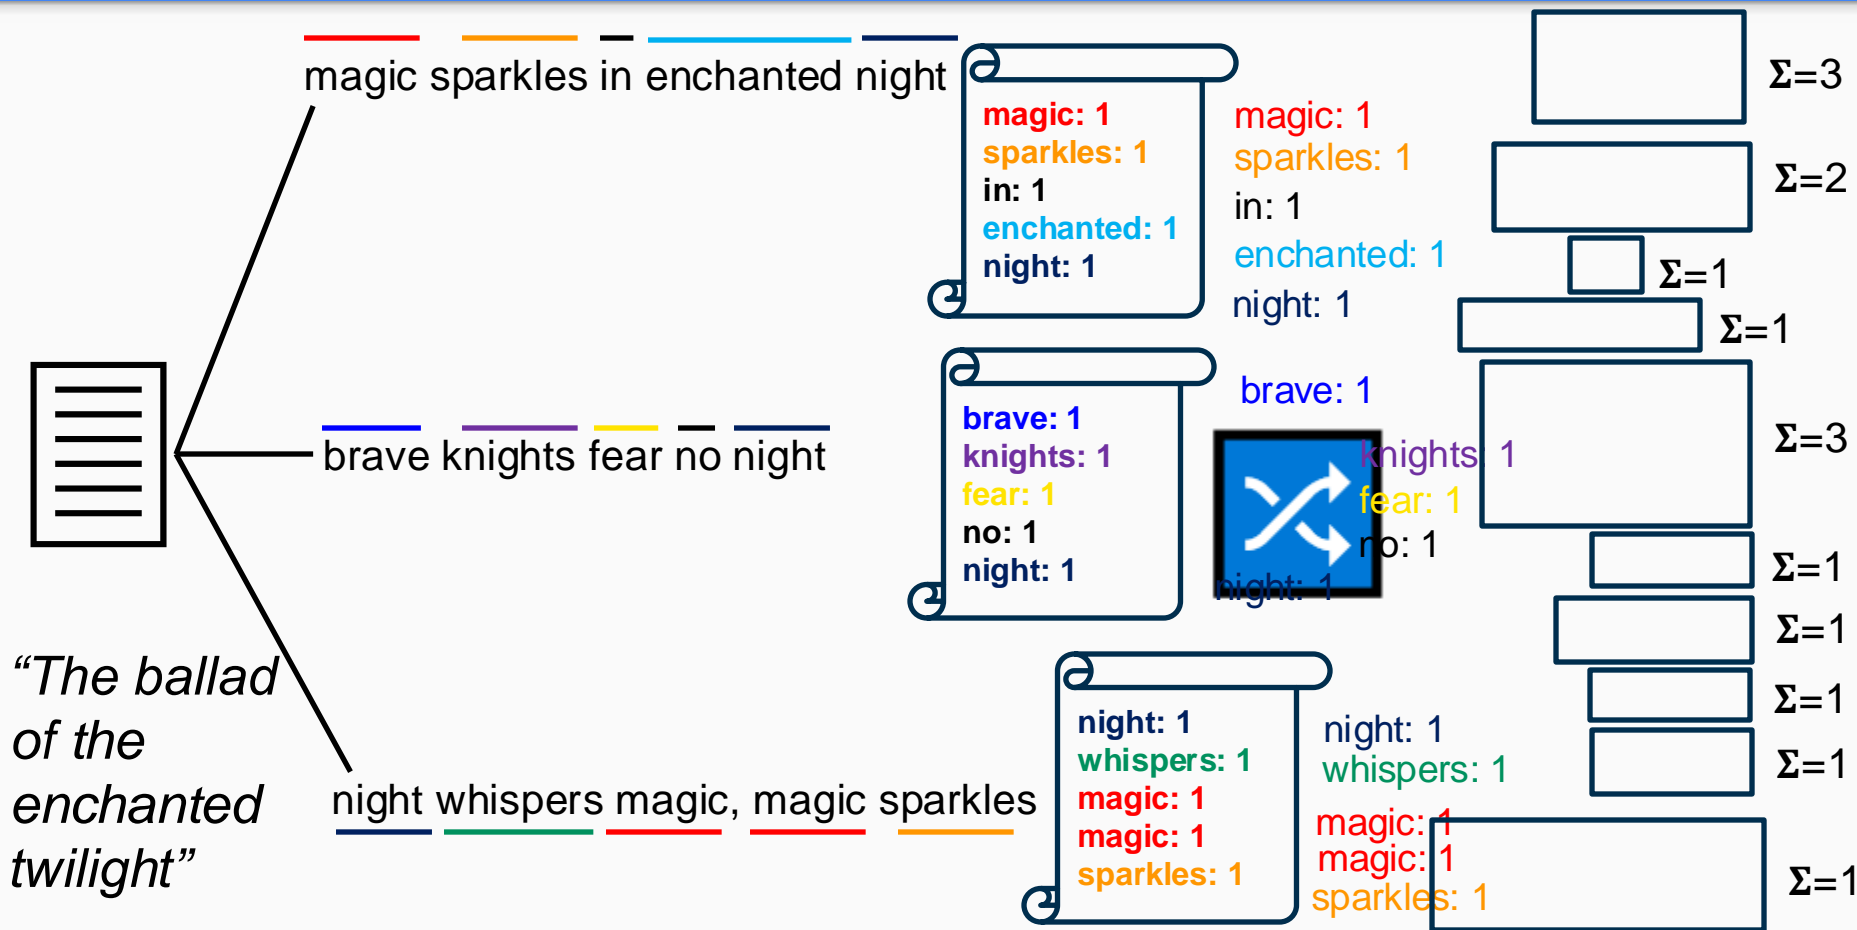 magic sparkles in enchanted night
magic: 1
sparkles: 1
in: 1
enchanted: 1
night: 1
magic: 1
sparkles: 1
in: 1
enchanted: 1
night: 1
brave knights fear no night
brave: 1
knights: 1
fear: 1
no: 1
night: 1
brave: 1
knights: 1
fear: 1
no: 1
night: 1
“The ballad
of the
enchanted
twilight”
night whispers magic, magic sparkles
night: 1
whispers: 1
magic: 1
magic: 1
sparkles: 1
night: 1
whispers: 1
magic: 1
magic: 1
sparkles: 1
Σ=3
Σ=2
Σ=1
Σ=1
Σ=3
Σ=1
Σ=1
Σ=1
Σ=1
Σ=1